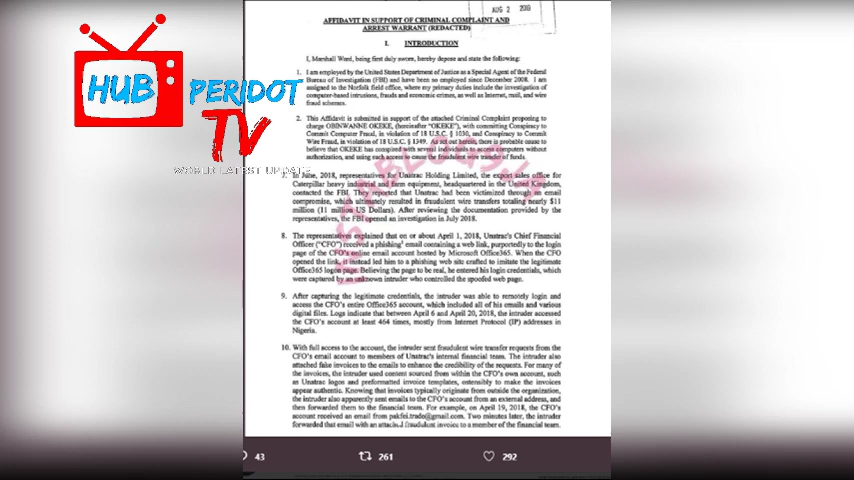 HUB
PERIDOT
TV
WORLD LATEST UPDATE
AUG 2 2019
AFFIDAVIT IN SUPPORT OF CRIMINAL COMPLAINT AND
ARREST WARRANT (REDACTED)
I. INTRODUCTION
I, Marshall Ward, being first duly sworn, hereby depose and state the following:
1. I am employed by the United States Department of Justice as a Special Agent of the Federal
Bureau of Investigation (FBI) and have been so employed since December 2008. I am
assigned to the Norfolk field office, where my primary duties include the investigation of
computer-based intrusions, frauds and economic crimes, as well as Internet, mail, and wire
fraud schemes.
2. This Affidavit is submitted in support of the attached Criminal Complaint proposing to
charge OBINWANNE OKEKE, (hereinafter "OKEKE"), with committing Conspiracy to
Commit Computer Fraud, in violation of 18 U.S.C. § 1030, and Conspiracy to Commit
Wire Fraud, in violation of 18 U.S.C. § 1349. As set out herein, there is probable cause to
believe that OKEKE has conspired with several individuals to access computers without
authorization, and using such access to cause the fraudulent wire transfer of funds.
7. In June, 2018, representatives for Unatrac Holding Limited, the export sales office for
Caterpillar heavy industrial and farm equipment, headquartered in the United Kingdom,
contacted the FBI. They reported that Unatrac had been victimized through an email
compromise, which ultimately resulted in fraudulent wire transfers totaling nearly $11
million (11 million US Dollars). After reviewing the documentation provided by the
representatives, the FBI opened an investigation in July 2018.
8. The representatives explained that on or about April 1, 2018, Unatrac's Chief Financial
Officer ("CFO") received a phishing¹ email containing a web link, purportedly to the login
page of the CFO's online email account hosted by Microsoft Office365. When the CFO
opened the link, it instead led him to a phishing web site crafted to imitate the legitimate
Office365 logon page. Believing the page to be real, he entered his login credentials, which
were captured by an unknown intruder who controlled the spoofed web page.
9. After capturing the legitimate credentials, the intruder was able to remotely login and
access the CFO's entire Office365 account, which included all of his emails and various
digital files. Logs indicate that between April 6 and April 20, 2018, the intruder accessed
the CFO's account at least 464 times, mostly from Internet Protocol (IP) addresses in
Nigeria.
10. With full access to the account, the intruder sent fraudulent wire transfer requests from the
CFO's email account to members of Unatrac's internal financial team. The intruder also
attached fake invoices to the emails to enhance the credibility of the requests. For many of
the invoices, the intruder used content sourced from within the CFO's own account, such
as Unatrac logos and preformatted invoice templates, ostensibly to make the invoices
appear authentic. Knowing that invoices typically originate from outside the organization,
the intruder also apparently sent emails to the CFO's account from an external address, and
then forwarded them to the financial team. For example, on April 19, 2018, the CFO's
account received an email from pakfei.trade@gmail.com. Two minutes later, the intruder
forwarded that email with an attached fraudulent invoice to a member of the financial team.
43 261 292